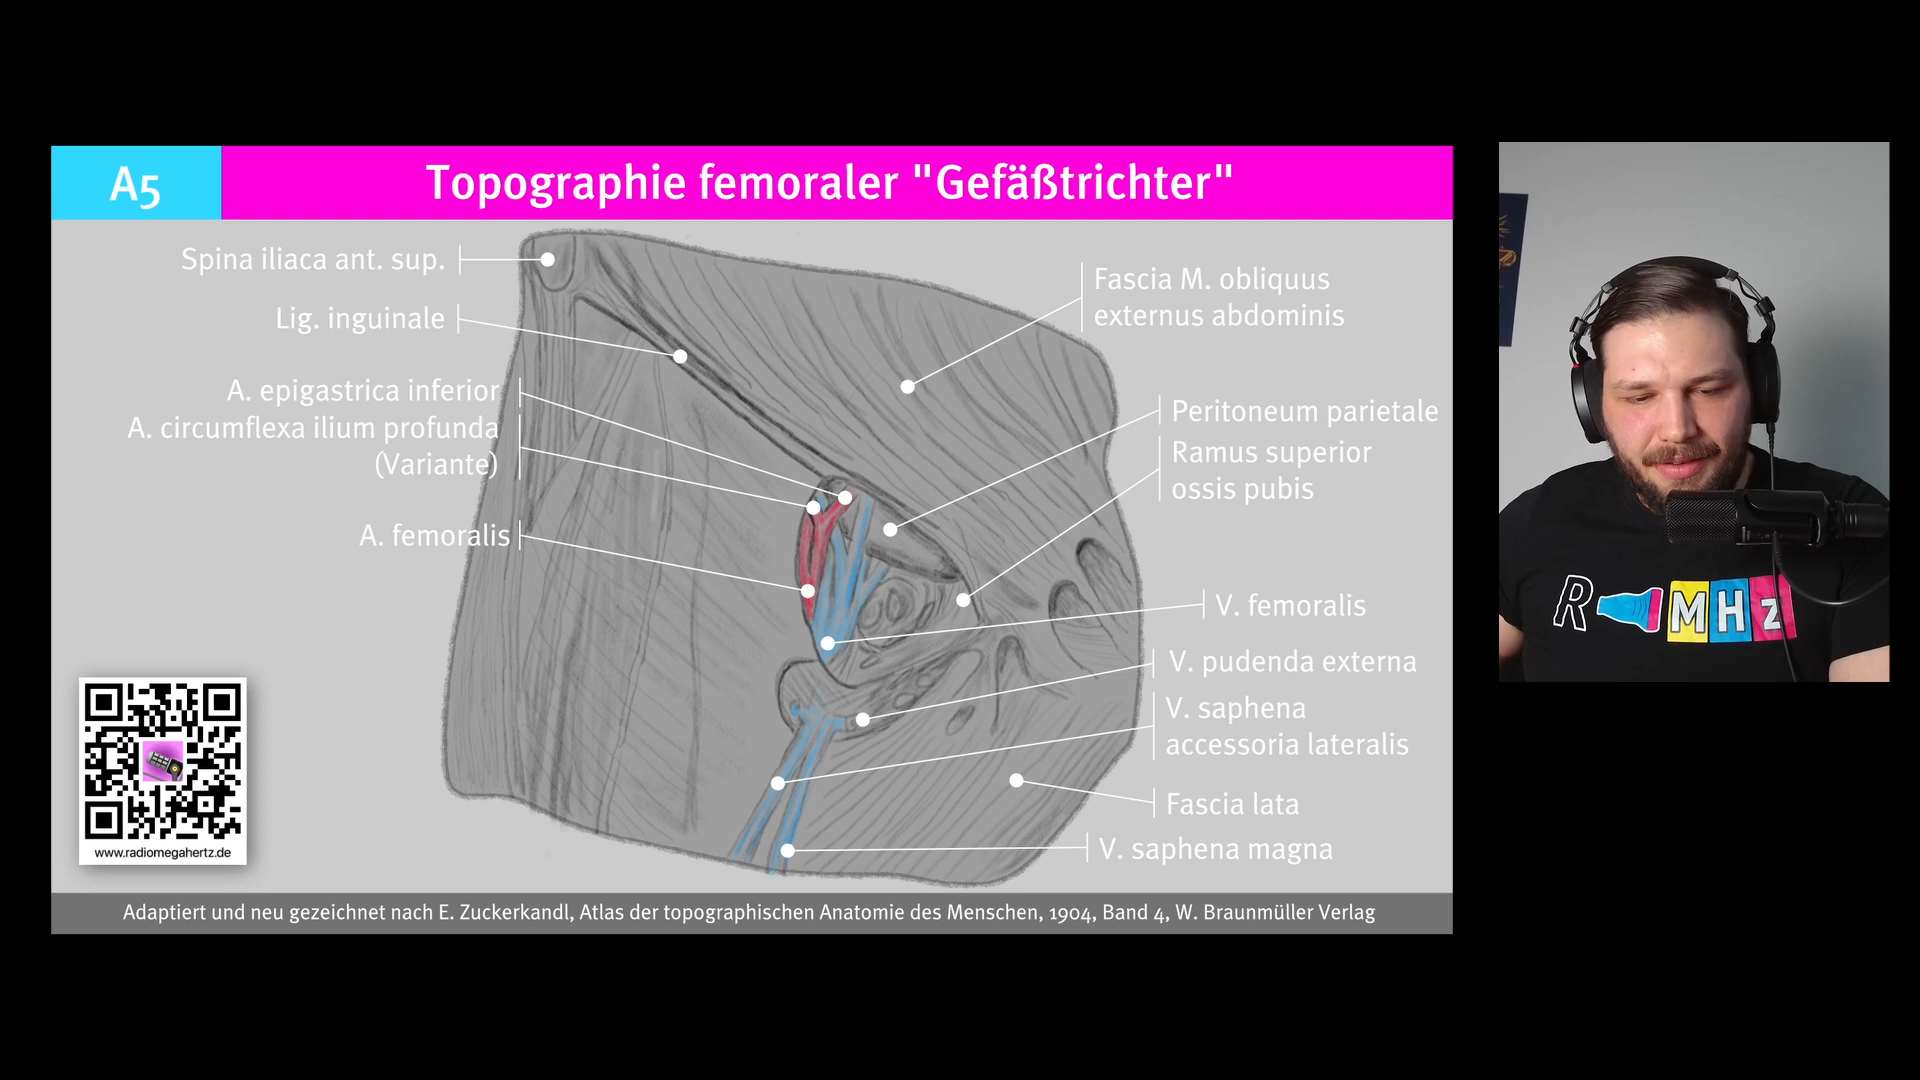 A5
Topographie femoraler "Gefäßtrichter"
Spina iliaca ant. sup.
Lig. inguinale
A. epigastrica inferior
A. circumflexa ilium profunda
(Variante)
A. femoralis
Fascia M. obliquus
externus abdominis
Peritoneum parietale
Ramus superior
ossis pubis
V. femoralis
V. pudenda externa
V. saphena
accessoria lateralis
Fascia lata
V. saphena magna
www.radiomegahertz.de
Adaptiert und neu gezeichnet nach E. Zuckerkandl, Atlas der topographischen Anatomie des Menschen, 1904, Band 4, W. Braunmüller Verlag
R MHz